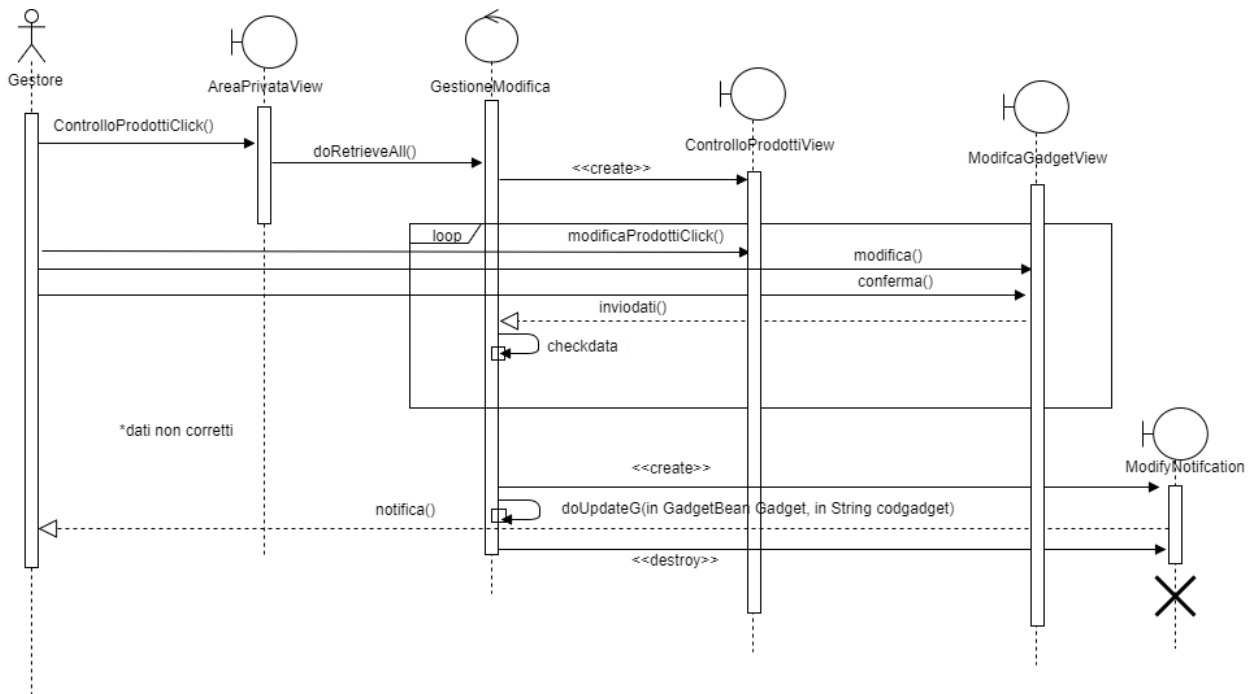 Gestore
AreaPrivataView
GestioneModifica
ControlloProdottiView
ModifcaGadgetView
ControlloProdottiClick()
doRetrieveAll()
<<create>>
loop
modificaProdottiClick()
modifica()
conferma()
inviodati()
checkdata
*dati non corretti
<<create>>
ModifyNotifcation
notifica()
doUpdateG(in GadgetBean Gadget, in String codgadget)
<<destroy>>